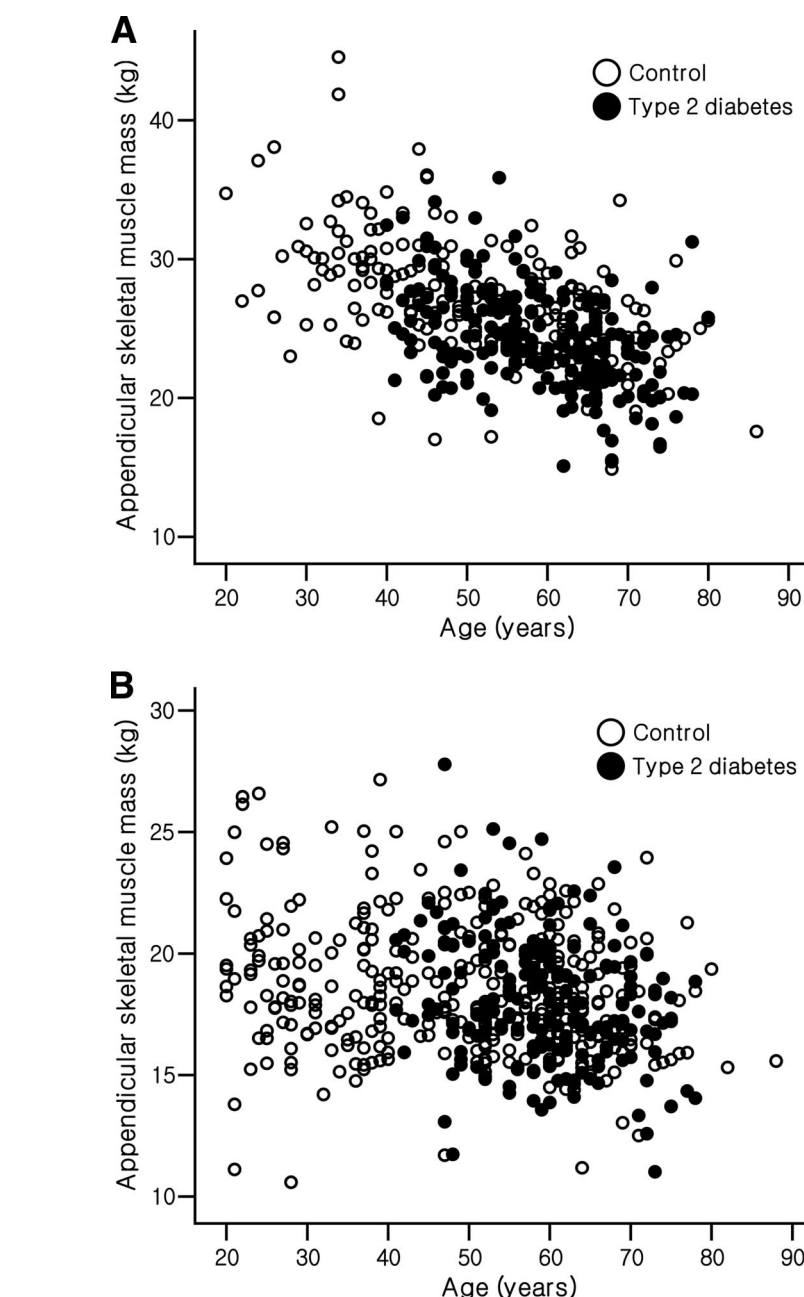 A
Appendicular skeletal muscle mass (kg)
Control
Type 2 diabetes
40
30
20
10
20 30 40 50 60 70 80 90
Age (years)
B
Appendicular skeletal muscle mass (kg)
Control
Type 2 diabetes
30
25
20
15
10
20 30 40 50 60 70 80 90
Age (years)